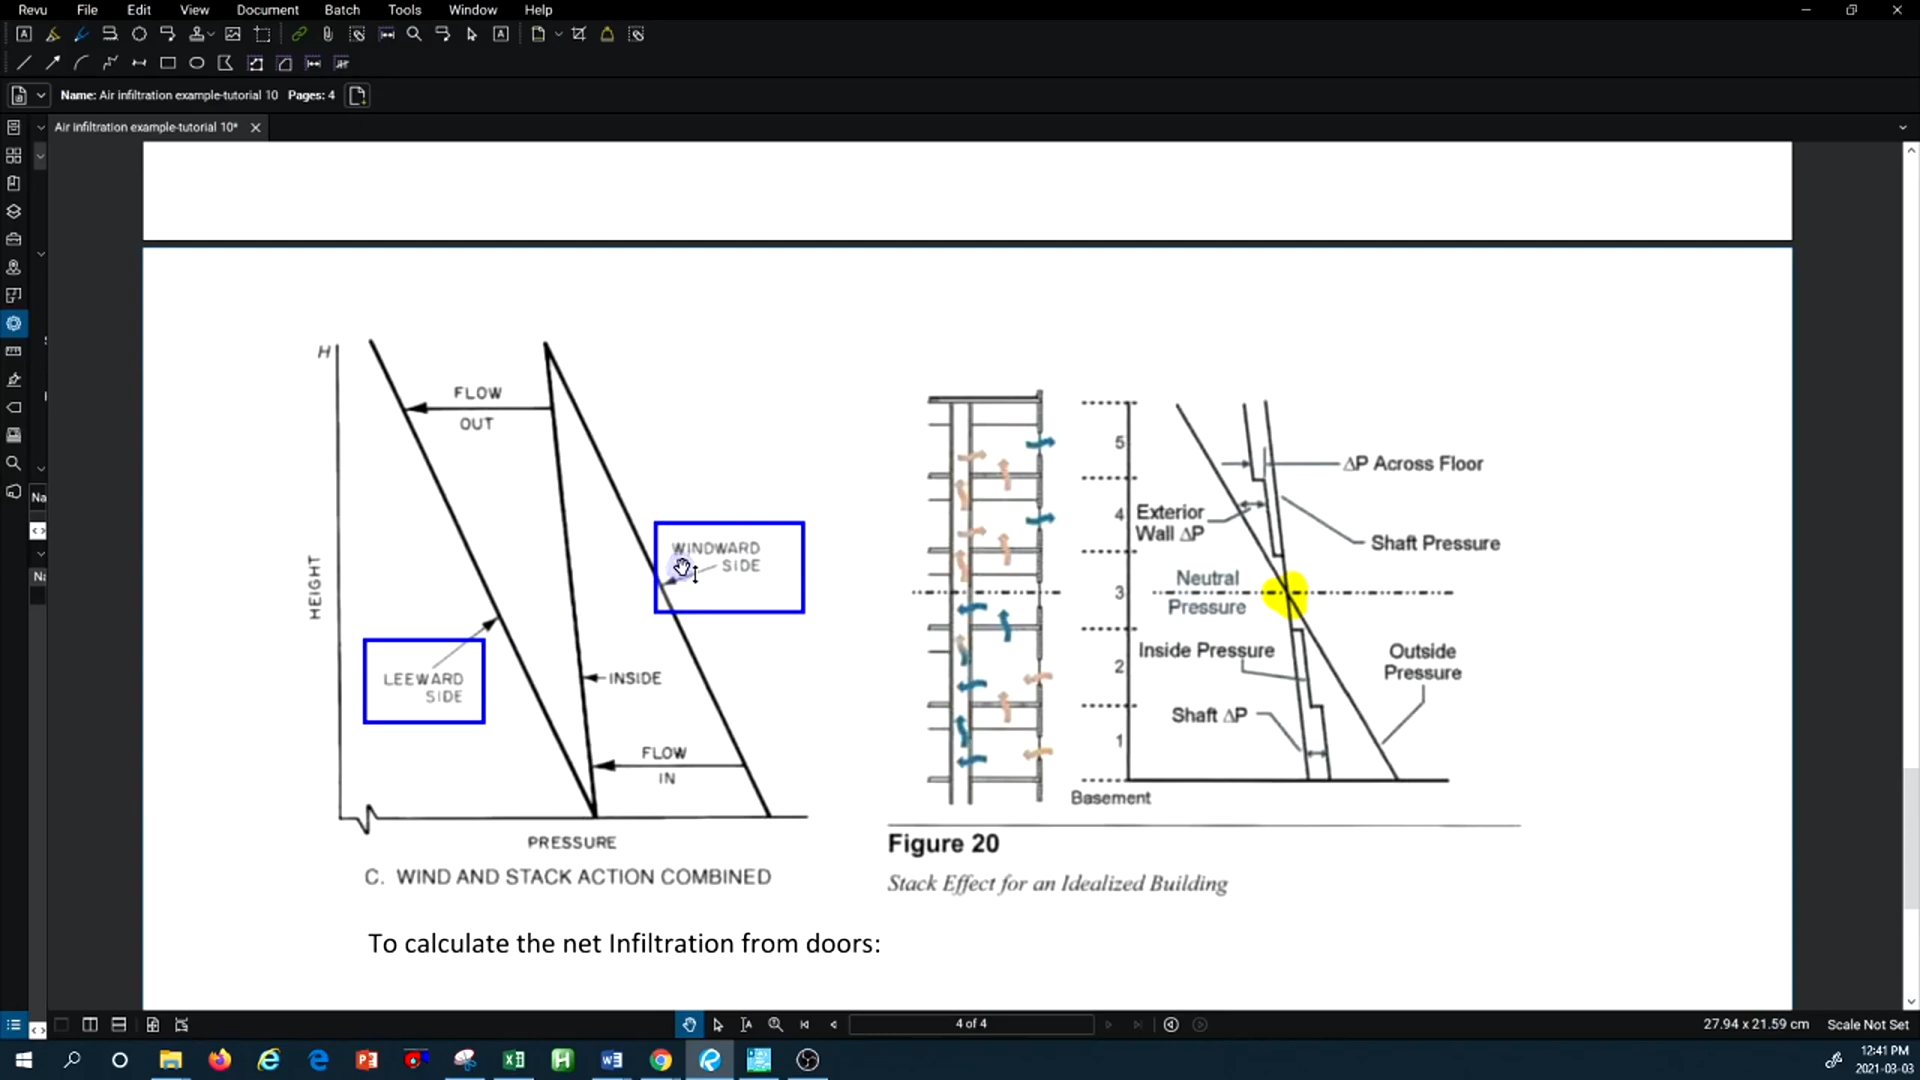 Revu File Edit View Document Batch Tools Window Help
Name: Air infiltration example-tutorial 10 Pages: 4
Air infiltration example-tutorial 10*
Na
Na
H
FLOW
OUT
HEIGHT
WINDWARD
SIDE
LEEWARD
SIDE
INSIDE
FLOW
IN
PRESSURE
C. WIND AND STACK ACTION COMBINED
5
ΔP Across Floor
Exterior
Wall ΔP
4
Shaft Pressure
Neutral
Pressure
3
Inside Pressure
2
Outside
Pressure
Shaft ΔP
1
Basement
Figure 20
Stack Effect for an Idealized Building
To calculate the net Infiltration from doors:
4 of 4
27.94 x 21.59 cm Scale Not Set
12:41 PM
2021-03-03